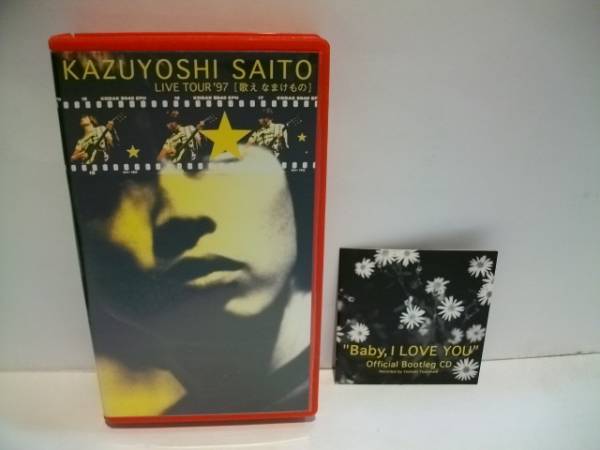 KAZUYOSHI SAITO
LIVE TOUR '97 [歌え なまけもの]
"Baby, I LOVE YOU"
Official Bootleg CD